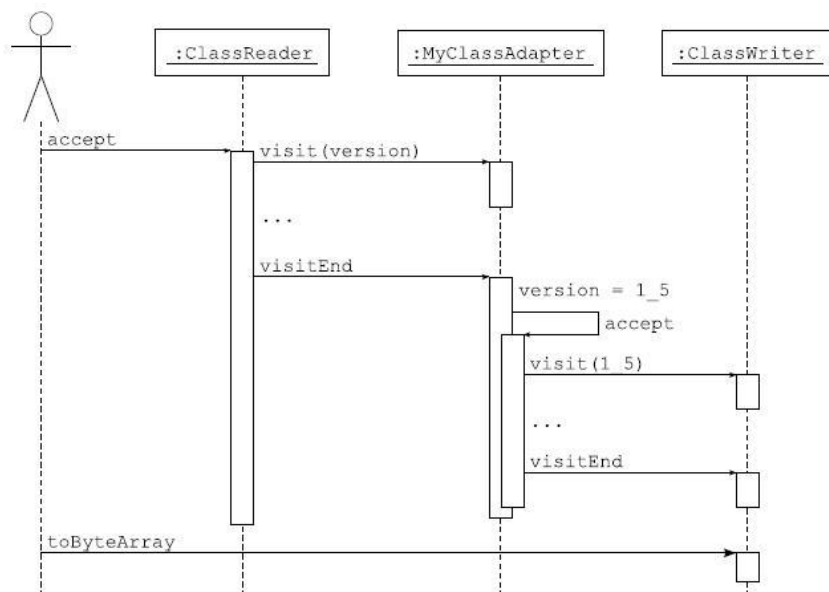 :ClassReader
:MyClassAdapter
:ClassWriter
accept
visit(version)
...
visitEnd
version = 1_5
accept
visit(1_5)
...
visitEnd
toByteArray